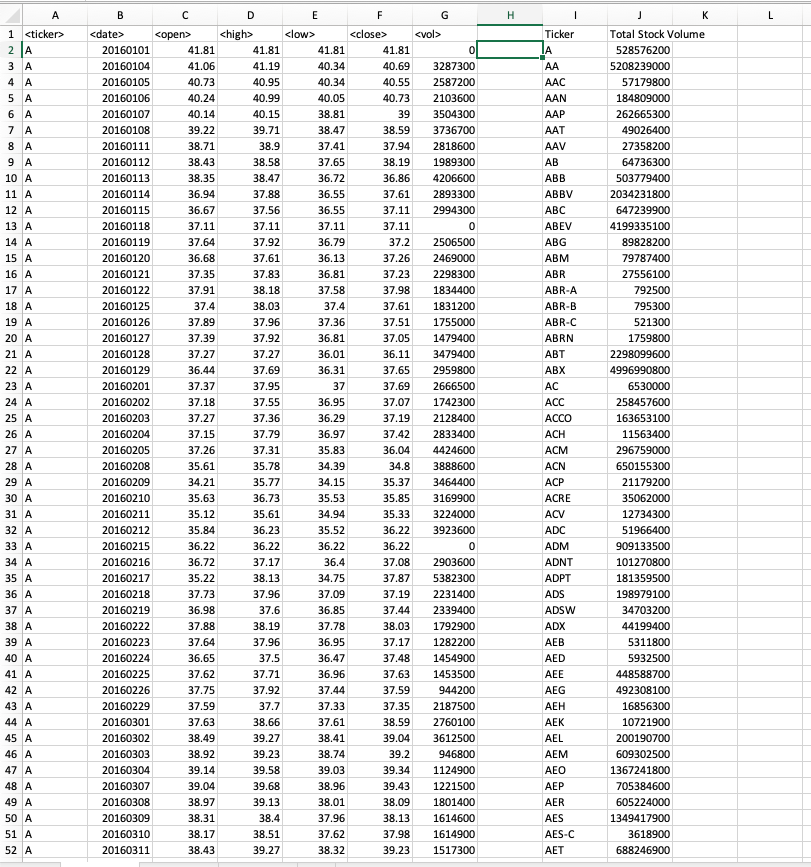 A B C D E F G H I J K L
1 <ticker> <date> <open> <high> <low> <close> <vol> Ticker Total Stock Volume
2 A 20160101 41.81 41.81 41.81 41.81 0 A 528576200
3 A 20160104 41.06 41.19 40.34 40.69 3287300 AA 5208239000
4 A 20160105 40.73 40.95 40.34 40.55 2587200 AAC 57179800
5 A 20160106 40.24 40.99 40.05 40.73 2103600 AAN 184809000
6 A 20160107 40.14 40.15 38.81 39 3504300 AAP 262665300
7 A 20160108 39.22 39.71 38.47 38.59 3736700 AAT 49026400
8 A 20160111 38.71 38.9 37.41 37.94 2818600 AAV 27358200
9 A 20160112 38.43 38.58 37.65 38.19 1989300 AB 64736300
10 A 20160113 38.35 38.47 36.72 36.86 4206600 ABB 503779400
11 A 20160114 36.94 37.88 36.55 37.61 2893300 ABBV 2034231800
12 A 20160115 36.67 37.56 36.55 37.11 2994300 ABC 647239900
13 A 20160118 37.11 37.11 37.11 37.11 0 ABEV 4199335100
14 A 20160119 37.64 37.92 36.79 37.2 2506500 ABG 89828200
15 A 20160120 36.68 37.61 36.13 37.26 2469000 ABM 79787400
16 A 20160121 37.35 37.83 36.81 37.23 2298300 ABR 27556100
17 A 20160122 37.91 38.18 37.58 37.98 1834400 ABR-A 792500
18 A 20160125 37.4 38.03 37.4 37.61 1831200 ABR-B 795300
19 A 20160126 37.89 37.96 37.36 37.51 1755000 ABR-C 521300
20 A 20160127 37.39 37.92 36.81 37.05 1479400 ABRN 1759800
21 A 20160128 37.27 37.27 36.01 36.11 3479400 ABT 2298099600
22 A 20160129 36.44 37.69 36.31 37.65 2959800 ABX 4996990800
23 A 20160201 37.37 37.95 37 37.69 2666500 AC 6530000
24 A 20160202 37.18 37.55 36.95 37.07 1742300 ACC 258457600
25 A 20160203 37.27 37.36 36.29 37.19 2128400 ACCO 163653100
26 A 20160204 37.15 37.79 36.97 37.42 2833400 ACH 11563400
27 A 20160205 37.26 37.31 35.83 36.04 4424600 ACM 296759000
28 A 20160208 35.61 35.78 34.39 34.8 3888600 ACN 650155300
29 A 20160209 34.21 35.77 34.15 35.37 3464400 ACP 21179200
30 A 20160210 35.63 36.73 35.53 35.85 3169900 ACRE 35062000
31 A 20160211 35.12 35.61 34.94 35.33 3224000 ACV 12734300
32 A 20160212 35.84 36.23 35.52 36.22 3923600 ADC 51966400
33 A 20160215 36.22 36.22 36.22 36.22 0 ADM 909133500
34 A 20160216 36.72 37.17 36.4 37.08 2903600 ADNT 101270800
35 A 20160217 35.22 38.13 34.75 37.87 5382300 ADPT 181359500
36 A 20160218 37.73 37.96 37.09 37.19 2231400 ADS 198979100
37 A 20160219 36.98 37.6 36.85 37.44 2339400 ADSW 34703200
38 A 20160222 37.88 38.19 37.78 38.03 1792900 ADX 44199400
39 A 20160223 37.64 37.96 36.95 37.17 1282200 AEB 5311800
40 A 20160224 36.65 37.5 36.47 37.48 1454900 AED 5932500
41 A 20160225 37.62 37.71 36.96 37.63 1453500 AEE 448588700
42 A 20160226 37.75 37.92 37.44 37.59 944200 AEG 492308100
43 A 20160229 37.59 37.7 37.33 37.35 2187500 AEH 16856300
44 A 20160301 37.63 38.66 37.61 38.59 2760100 AEK 10721900
45 A 20160302 38.49 39.27 38.41 39.04 3612500 AEL 200190700
46 A 20160303 38.92 39.23 38.74 39.2 946800 AEM 609302500
47 A 20160304 39.14 39.58 39.03 39.34 1124900 AEO 1367241800
48 A 20160307 39.04 39.68 38.96 39.43 1221500 AEP 705384600
49 A 20160308 38.97 39.13 38.01 38.09 1801400 AER 605224000
50 A 20160309 38.31 38.4 37.96 38.13 1614600 AES 1349417900
51 A 20160310 38.17 38.51 37.62 37.98 1614900 AES-C 3618900
52 A 20160311 38.43 39.27 38.32 39.23 1517300 AET 688246900